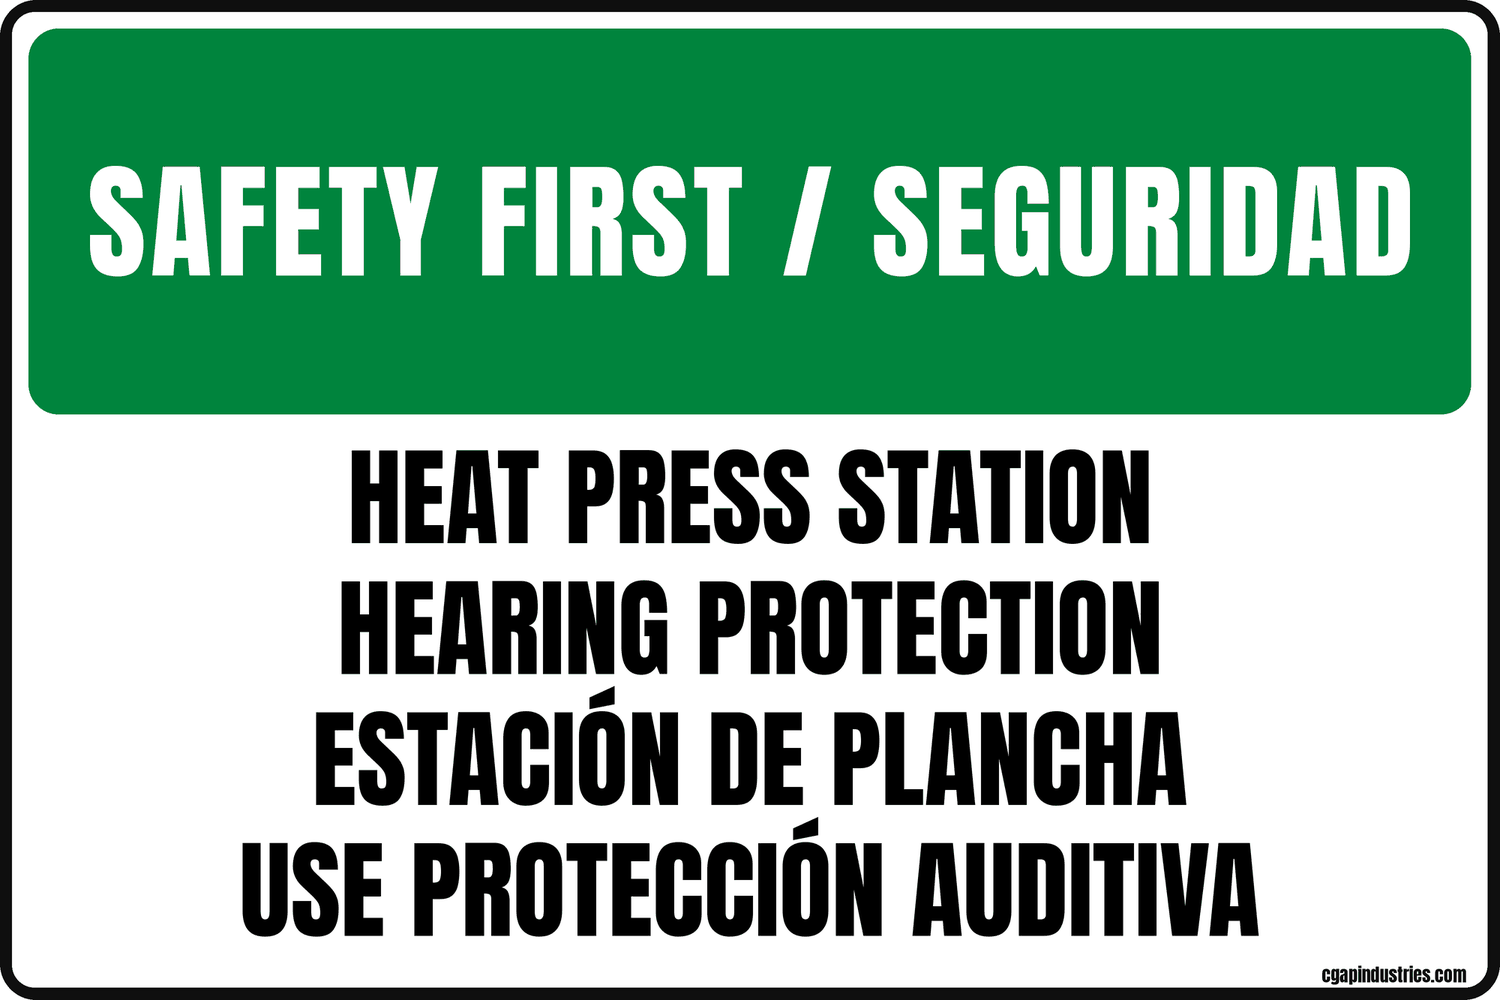 SAFETY FIRST / SEGURIDAD
HEAT PRESS STATION
HEARING PROTECTION
ESTACIÓN DE PLANCHA
USE PROTECCIÓN AUDITIVA
cgapindustries.com